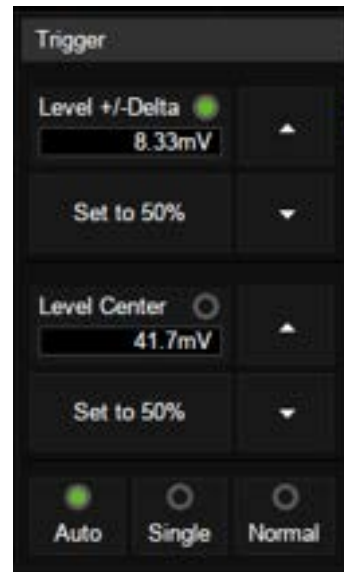 Trigger
Level +/-Delta
8.33mV
Set to 50%
Level Center
41.7mV
Set to 50%
Auto Single Normal